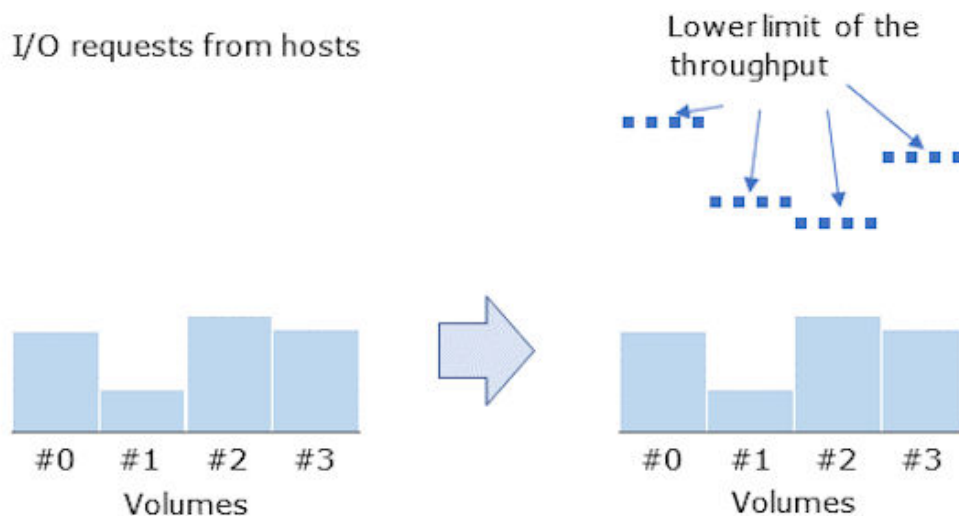 I/O requests from hosts
Lower limit of the
throughput
#0 #1 #2 #3
Volumes
#0 #1 #2 #3
Volumes